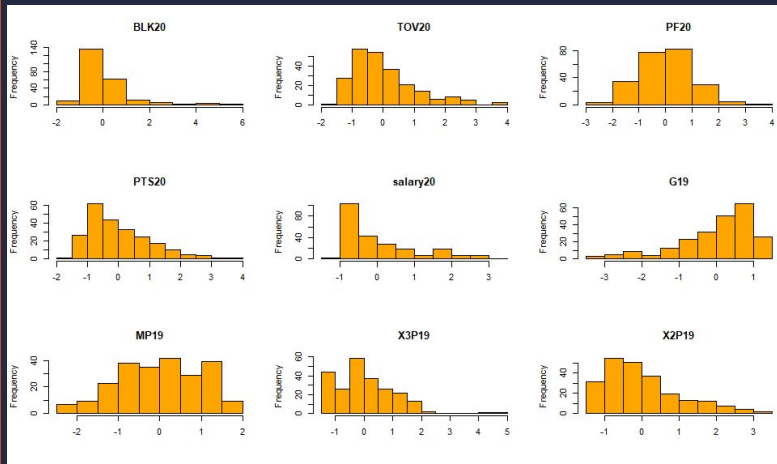 BLK20
TOV20
PF20
Frequency
0 40 80 140
-2 0 2 4 6
Frequency
0 20 40
-2 -1 0 1 2 3 4
Frequency
0 40 80
-3 -2 -1 0 1 2 3 4
PTS20
salary20
G19
Frequency
0 20 40 60
-2 -1 0 1 2 3 4
Frequency
0 40 80
-1 0 1 2 3
Frequency
0 20 40 60
-3 -2 -1 0 1
MP19
X3P19
X2P19
Frequency
0 20 40
-2 -1 0 1 2
Frequency
0 20 40 60
-1 0 1 2 3 4 5
Frequency
0 20 40
-1 0 1 2 3